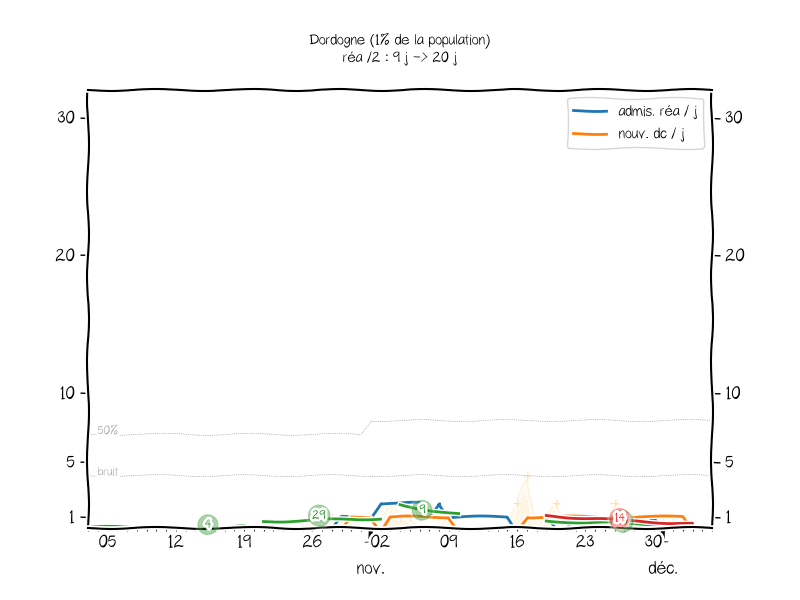 Dordogne (1% de la population)
réa /2 : 9 j -> 20 j
admis. réa / j
nouv. dc / j
30
30
20
20
10
10
50%
5
5
bruit
1
1
4
29
9
14
05 12 19 26 02 09 16 23 30
nov. déc.